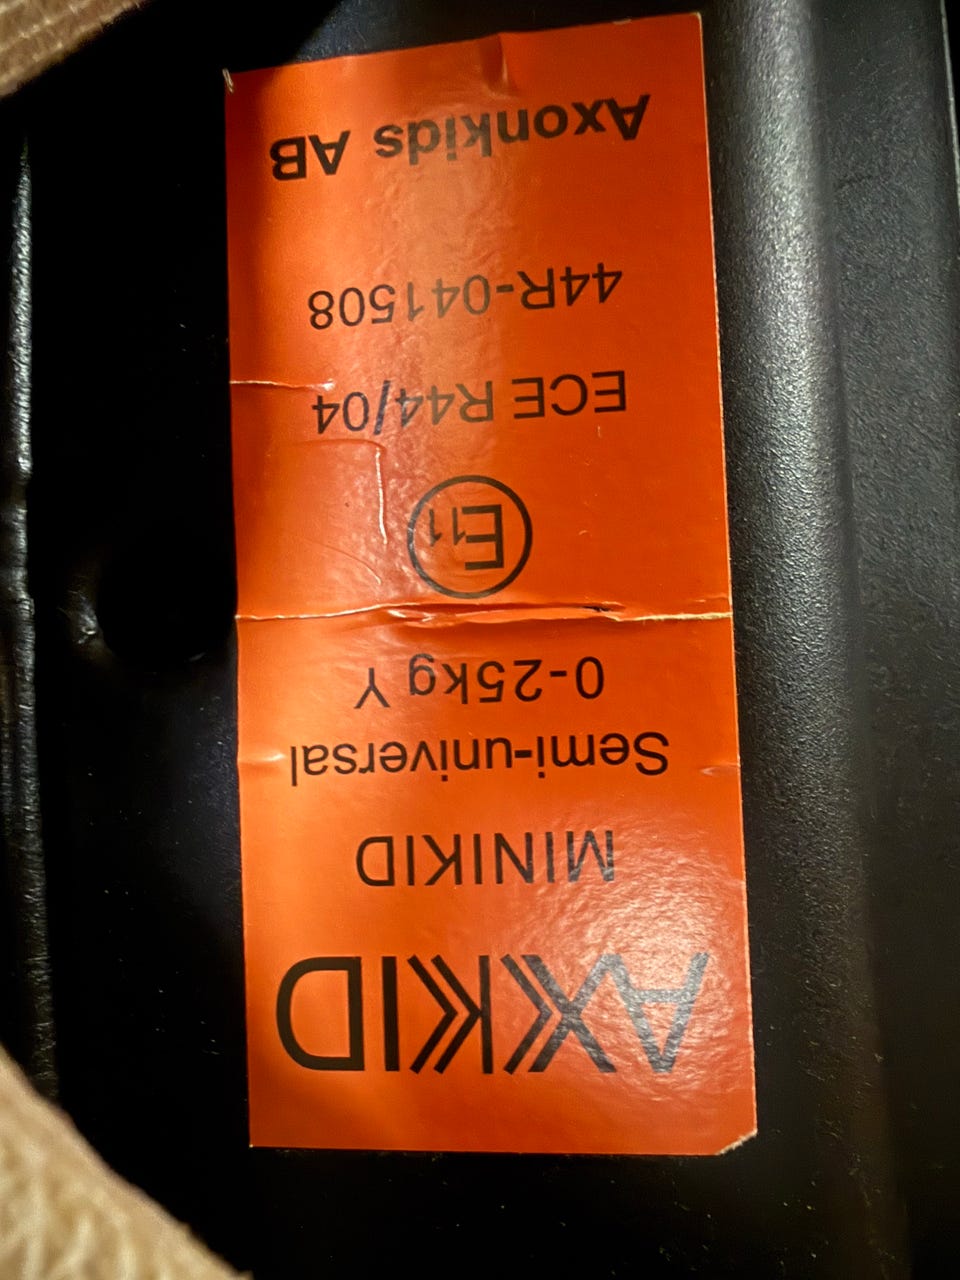 AXKID
MINIKID
Semi-universal
0-25kg Y
E11
ECE R44/04
44R-041508
Axonkids AB